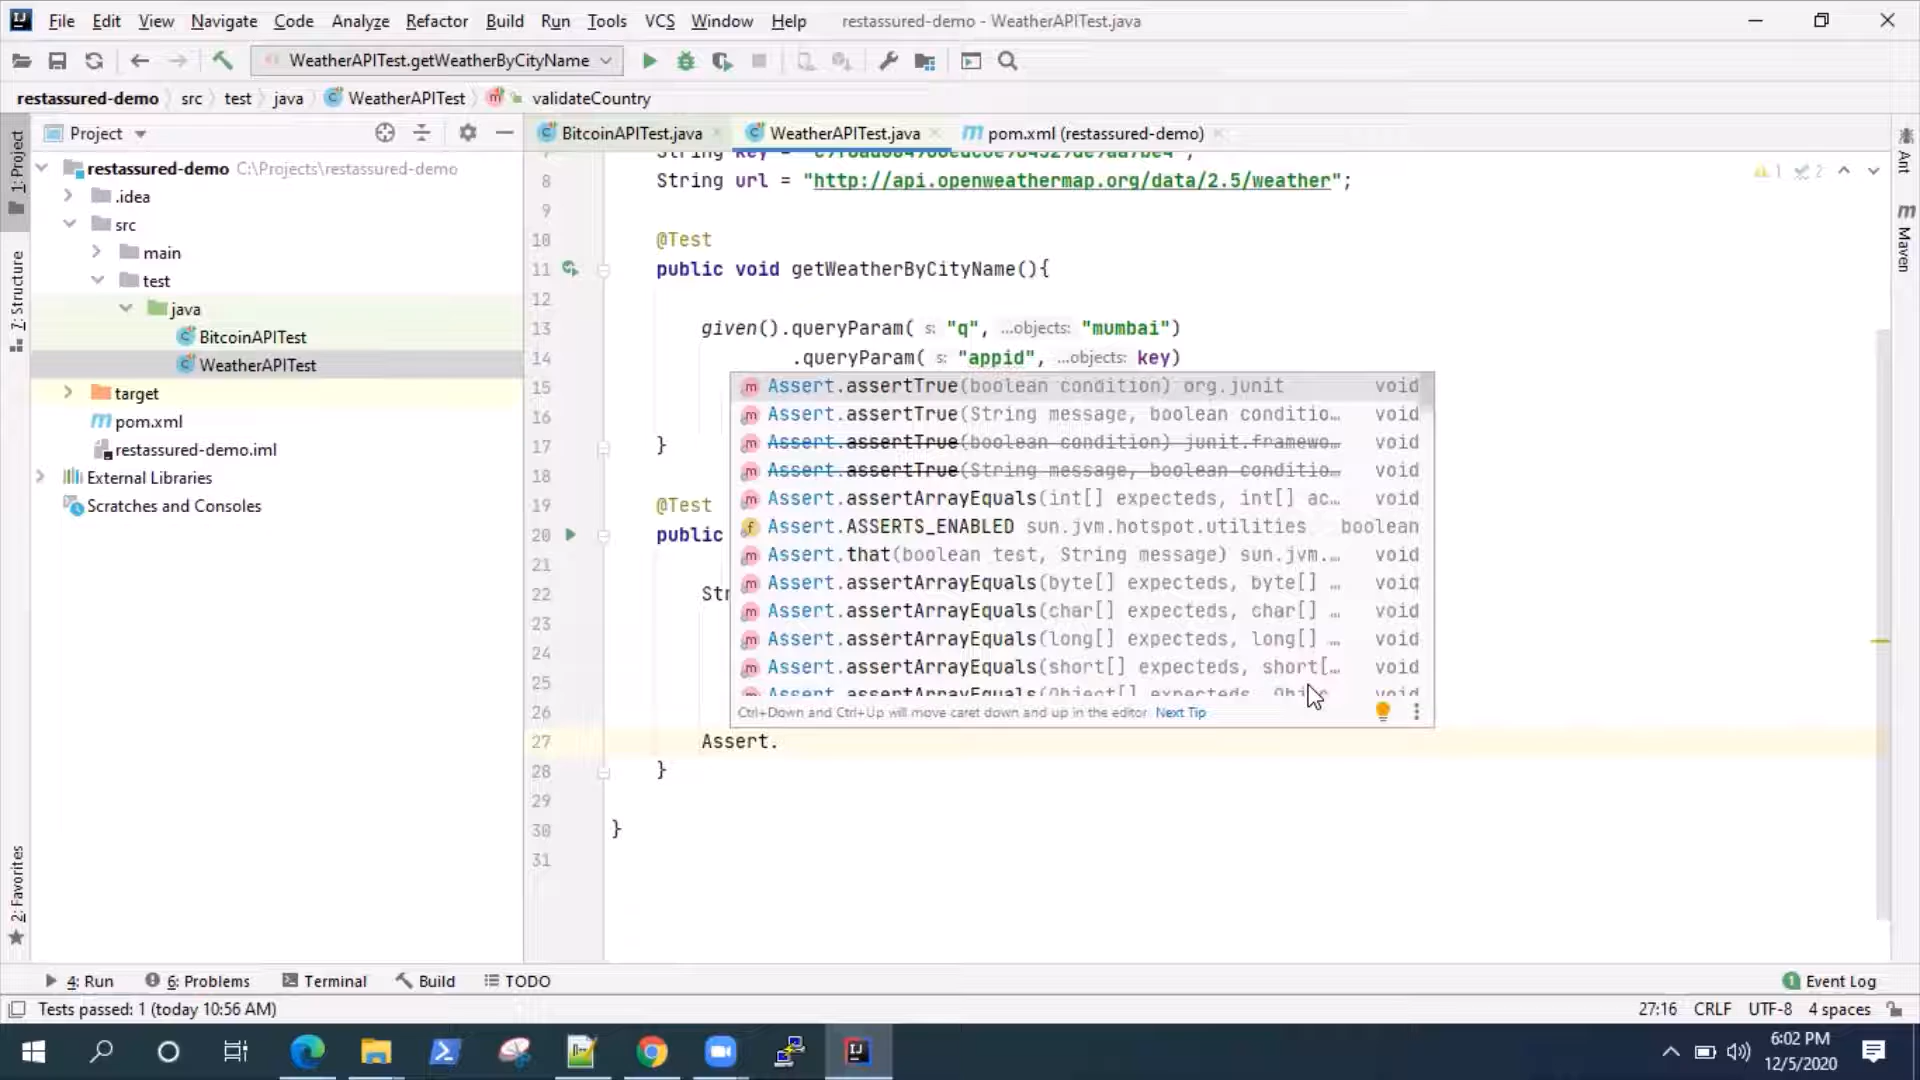 File Edit View Navigate Code Analyze Refactor Build Run Tools VCS Window Help restassured-demo - WeatherAPITest.java
WeatherAPITest.getWeatherByCityName
restassured-demo src test java WeatherAPITest validateCountry
Project
BitcoinAPITest.java WeatherAPITest.java pom.xml (restassured-demo)
1: Project
7: Structure
2: Favorites
restassured-demo C:\Projects\restassured-demo
.idea
src
main
test
java
BitcoinAPITest
WeatherAPITest
target
pom.xml
restassured-demo.iml
External Libraries
Scratches and Consoles
8 String url = "http://api.openweathermap.org/data/2.5/weather";
1 2
9
10 @Test
11 public void getWeatherByCityName(){
12
13 given().queryParam( s: "q", ...objects: "mumbai")
14 .queryParam( s: "appid", ...objects: key)
15
16
17 }
18
19 @Test
20 public
21
22 Str
23
24
25
26
27 Assert.
28 }
29
30 }
31
Assert.assertTrue(boolean condition) org.junit void
Assert.assertTrue(String message, boolean conditio… void
Assert.assertTrue(boolean condition) junit.framewo… void
Assert.assertTrue(String message, boolean conditio… void
Assert.assertArrayEquals(int[] expecteds, int[] ac… void
Assert.ASSERTS_ENABLED sun.jvm.hotspot.utilities boolean
Assert.that(boolean test, String message) sun.jvm.… void
Assert.assertArrayEquals(byte[] expecteds, byte[] … void
Assert.assertArrayEquals(char[] expecteds, char[] … void
Assert.assertArrayEquals(long[] expecteds, long[] … void
Assert.assertArrayEquals(short[] expecteds, short[… void
Ctrl+Down and Ctrl+Up will move caret down and up in the editor Next Tip
Ant
Maven
4: Run 6: Problems Terminal Build TODO 1 Event Log
Tests passed: 1 (today 10:56 AM) 27:16 CRLF UTF-8 4 spaces
6:02 PM
12/5/2020